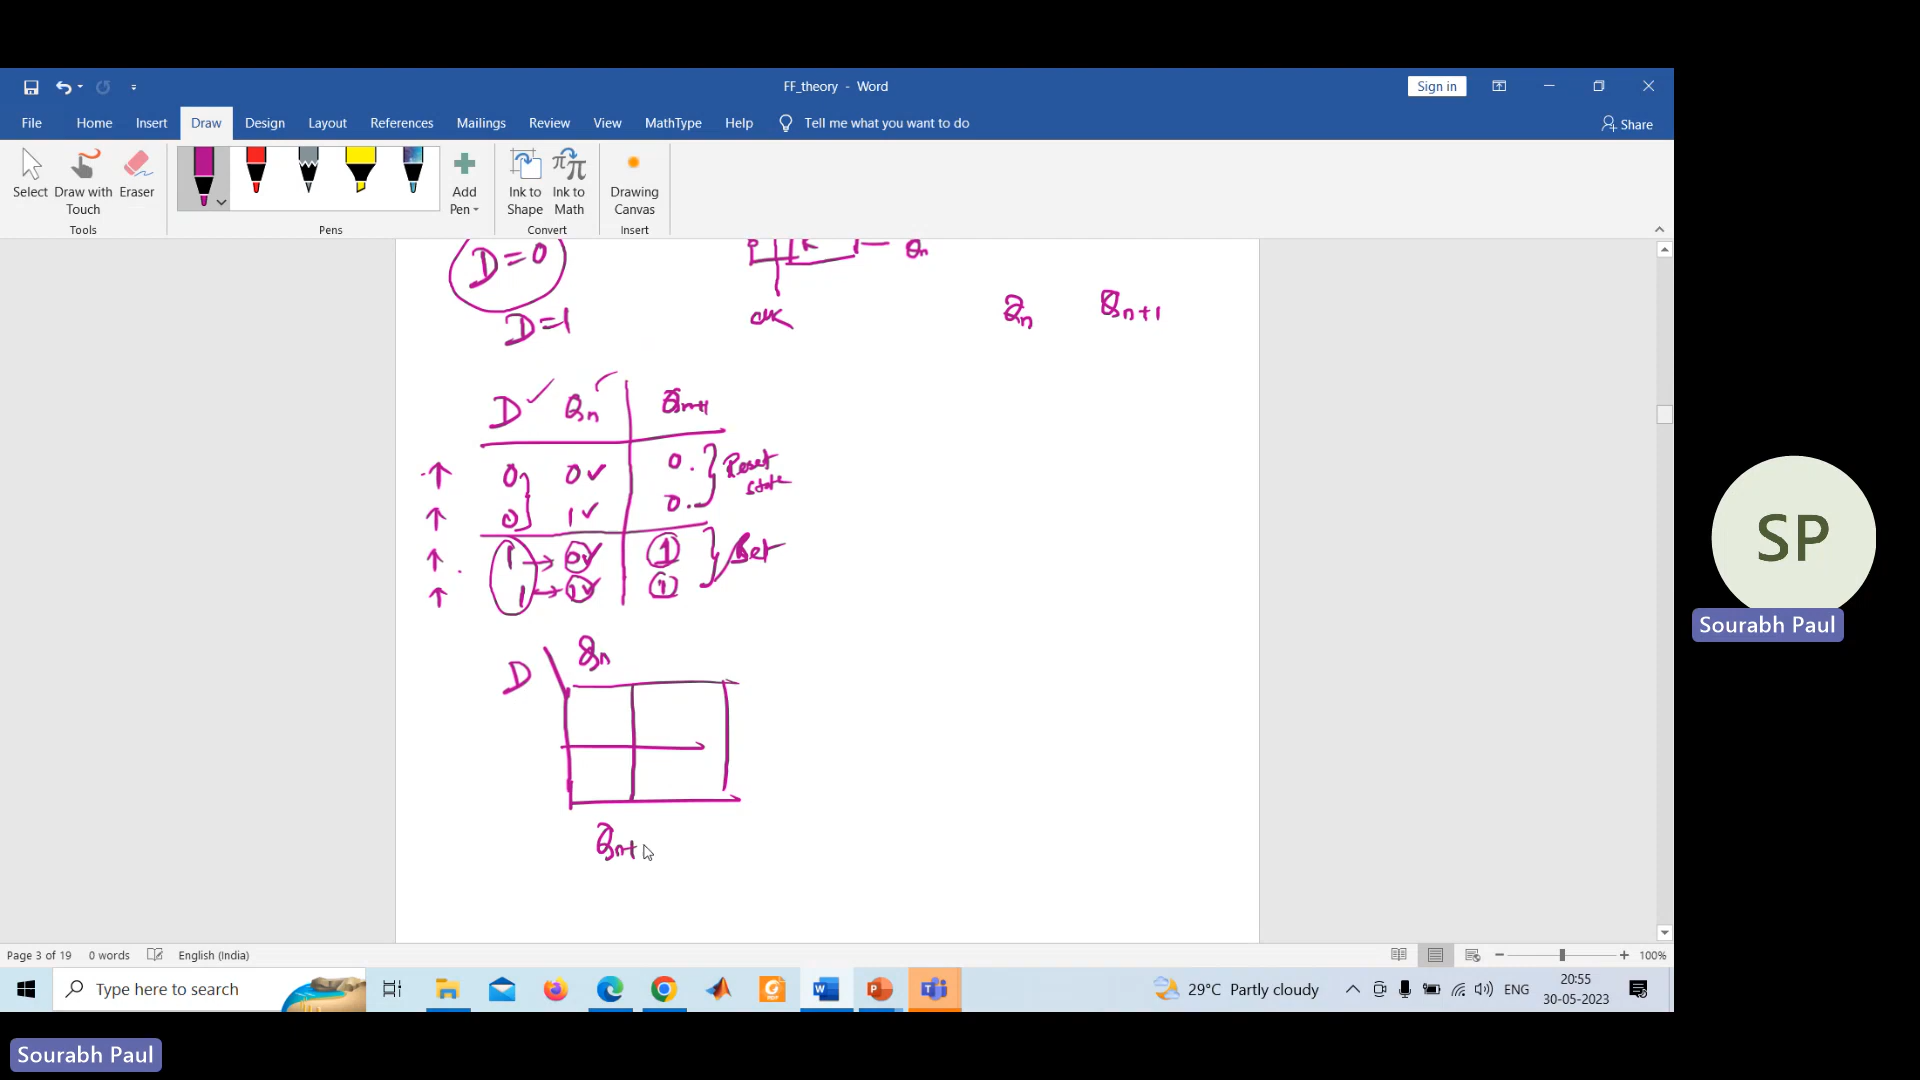 FF_theory - Word
Sign in
File Home Insert Draw Design Layout References Mailings Review View MathType Help Tell me what you want to do
Share
Select Draw with Touch Eraser
Add Pen
Ink to Shape Ink to Math
Drawing Canvas
Tools Pens Convert Insert
D=0
K Qn
D=1
clk
Qn Qn+1
D Qn Qn+1
↑ 0 0 ✓ 0 Reset
↑ 0 1 ✓ 0 state
↑ 1 → 0 ✓ 1 Set
↑ 1 → 1 ✓ 1
D \ Qn
Qn+
SP
Sourabh Paul
Page 3 of 19 0 words English (India) 100%
Type here to search
29°C Partly cloudy ENG 20:55
30-05-2023
Sourabh Paul